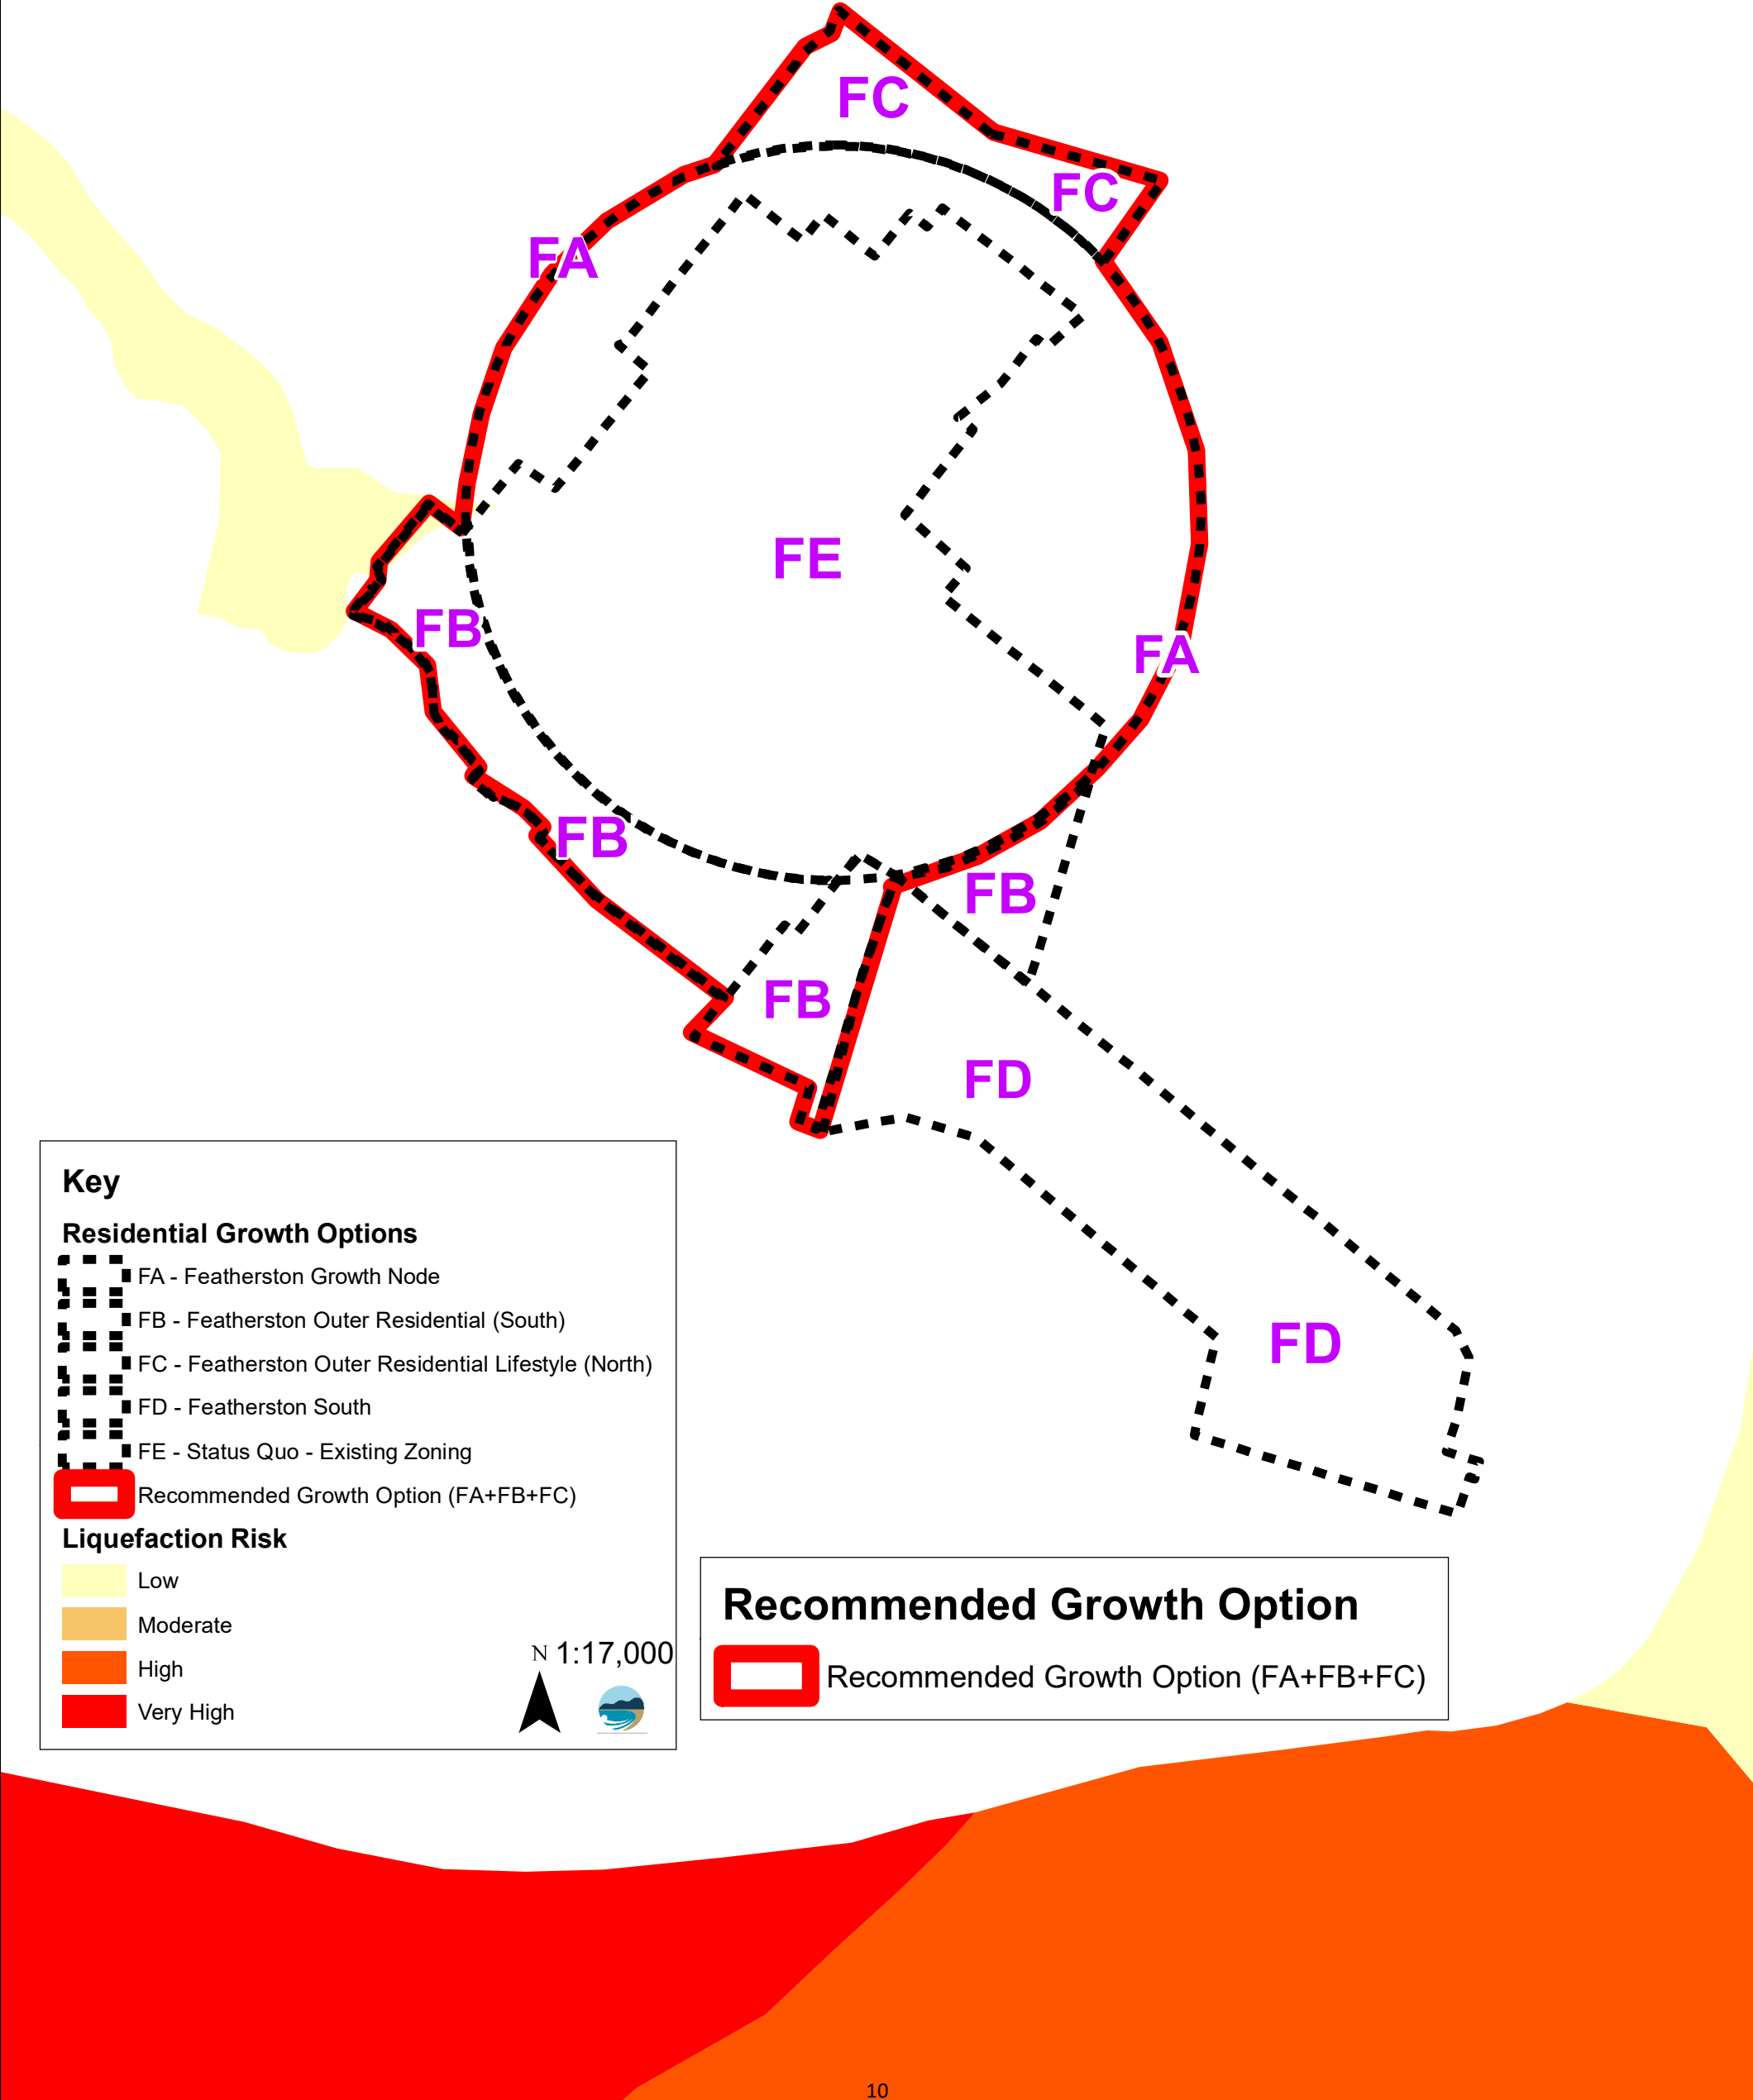 FC
FC
FA
FE
FB
FA
FB
FB
FB
FD
FD
Key
Residential Growth Options
FA - Featherston Growth Node
FB - Featherston Outer Residential (South)
FC - Featherston Outer Residential Lifestyle (North)
FD - Featherston South
FE - Status Quo - Existing Zoning
Recommended Growth Option (FA+FB+FC)
Liquefaction Risk
Low
Moderate
High
Very High
N 1:17,000
Recommended Growth Option
Recommended Growth Option (FA+FB+FC)
10